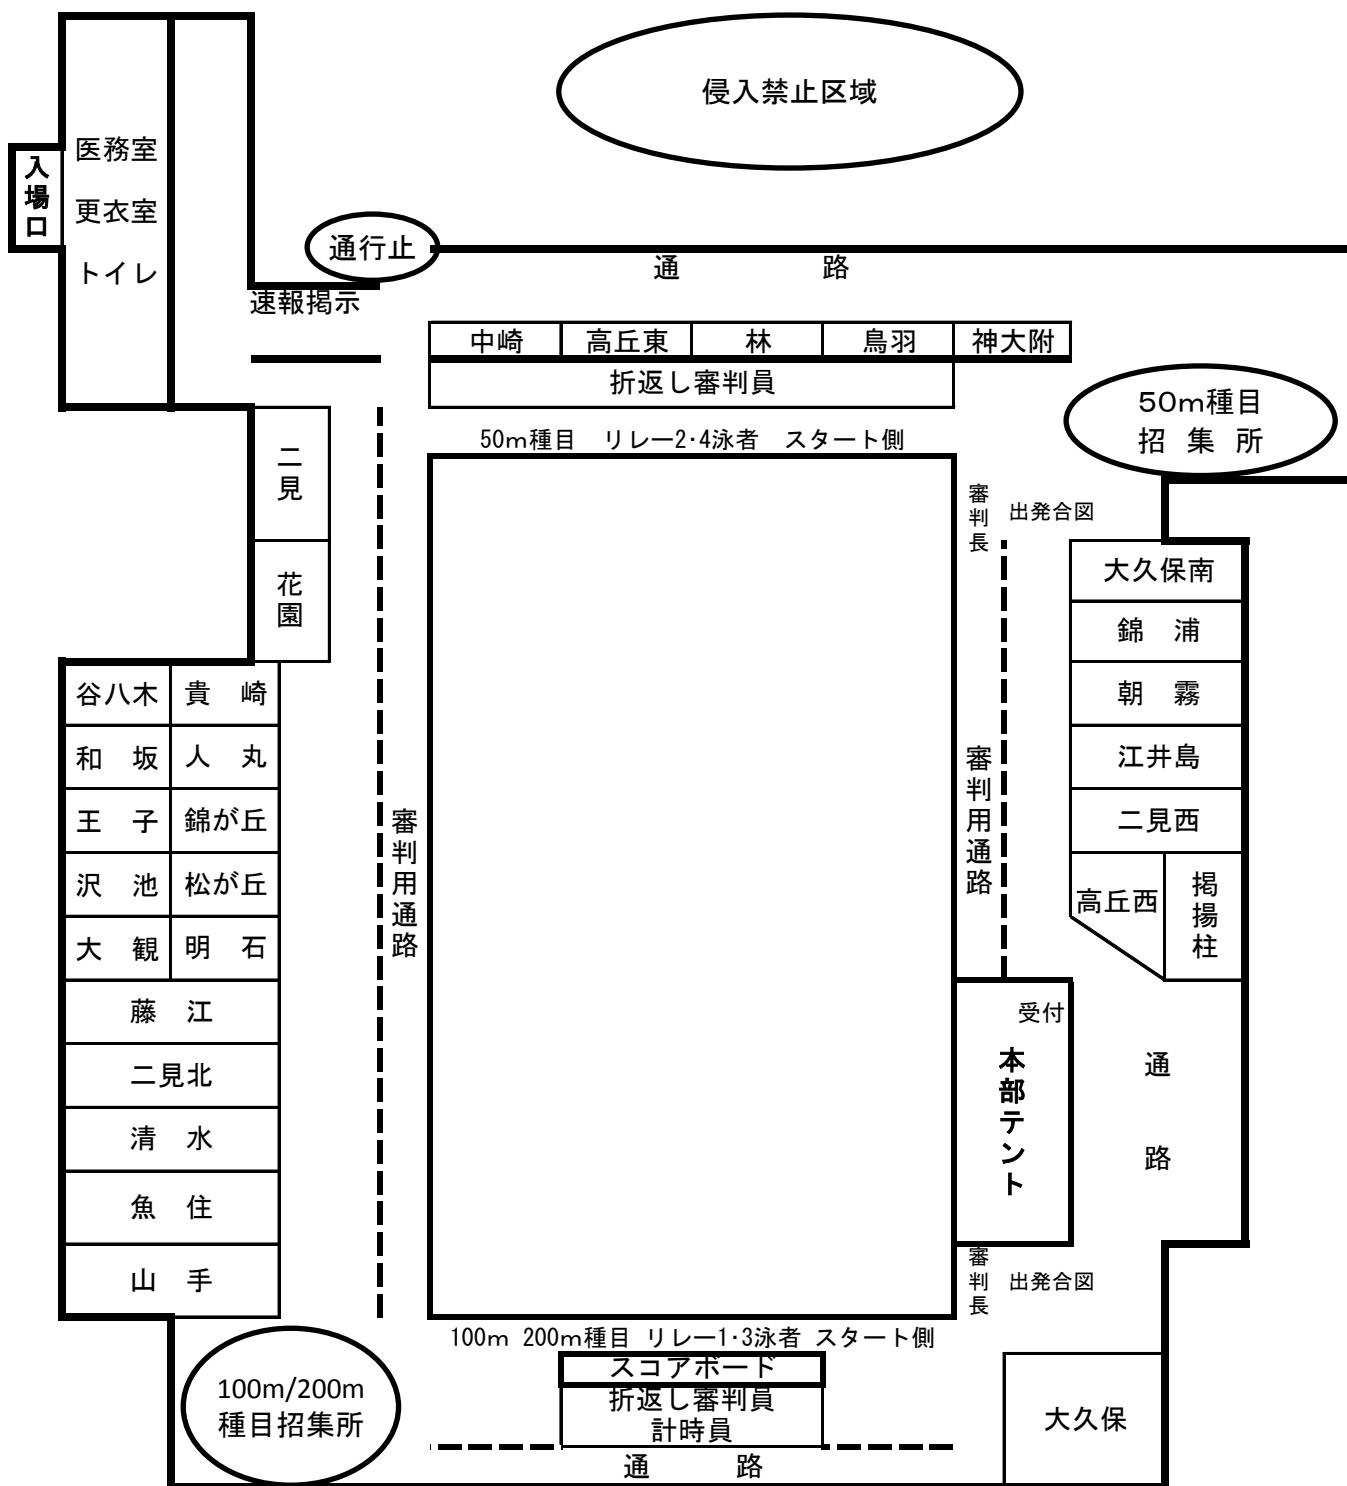 侵入禁止区域
医務室
更衣室
トイレ
入場口
通行止
通　路
速報掲示
中崎
高丘東
林
鳥羽
神大附
折返し審判員
50m種目
招 集 所
50m種目　リレー2・4泳者　スタート側
二見
花園
審判長
出発合図
大久保南
錦　浦
朝　霧
江井島
二見西
高丘西
掲揚柱
谷八木
貴　崎
和　坂
人　丸
王　子
錦が丘
沢　池
松が丘
大　観
明　石
藤　江
二見北
清　水
魚　住
山　手
審判用通路
審判用通路
受付
本部テント
通　路
審判長
出発合図
100m 200m種目 リレー1・3泳者 スタート側
スコアボード
折返し審判員
計時員
通　路
100m/200m
種目招集所
大久保